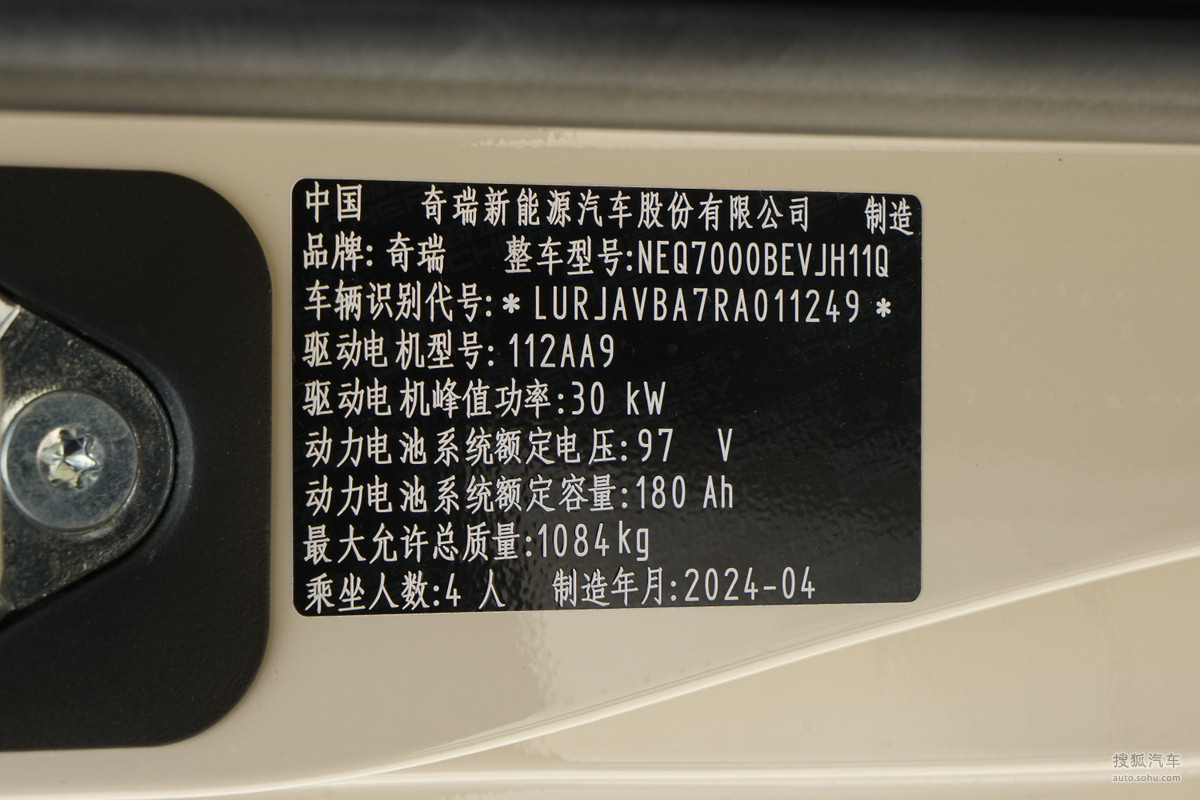 中国 奇瑞新能源汽车股份有限公司 制造
品牌: 奇瑞 整车型号:NEQ7000BEVJH11Q
车辆识别代号:* LURJAVBA7RA011249 *
驱动电机型号: 112AA9
驱动电机峰值功率:30 kW
动力电池系统额定电压:97 V
动力电池系统额定容量:180 Ah
最大允许总质量:1084kg
乘坐人数:4 人 制造年月:2024-04
搜狐汽车
auto.sohu.com